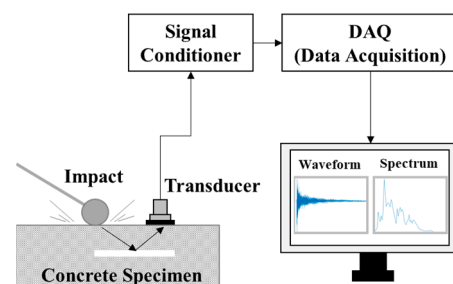 Signal
Conditioner
DAQ
(Data Acquisition)
Impact
Transducer
Waveform
Spectrum
Concrete Specimen